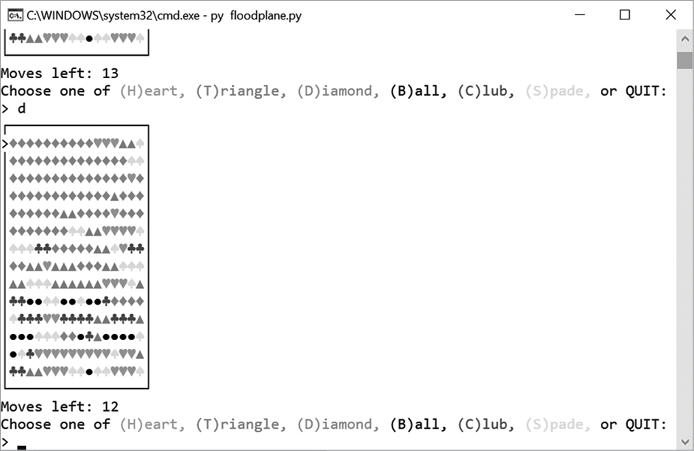 C:\WINDOWS\system32\cmd.exe - py floodplane.py
♣♣▲▲♥♥♥♠♠●♠♠♥♥♥♠
Moves left: 13
Choose one of (H)eart, (T)riangle, (D)iamond, (B)all, (C)lub, (S)pade, or QUIT:
> d
>
Moves left: 12
Choose one of (H)eart, (T)riangle, (D)iamond, (B)all, (C)lub, (S)pade, or QUIT:
>